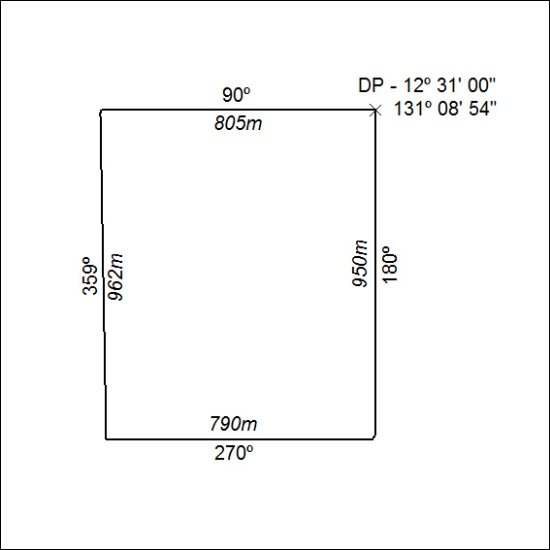 90º
DP - 12º 31' 00"
131º 08' 54"
805m
359º
962m
950m
180º
790m
270º